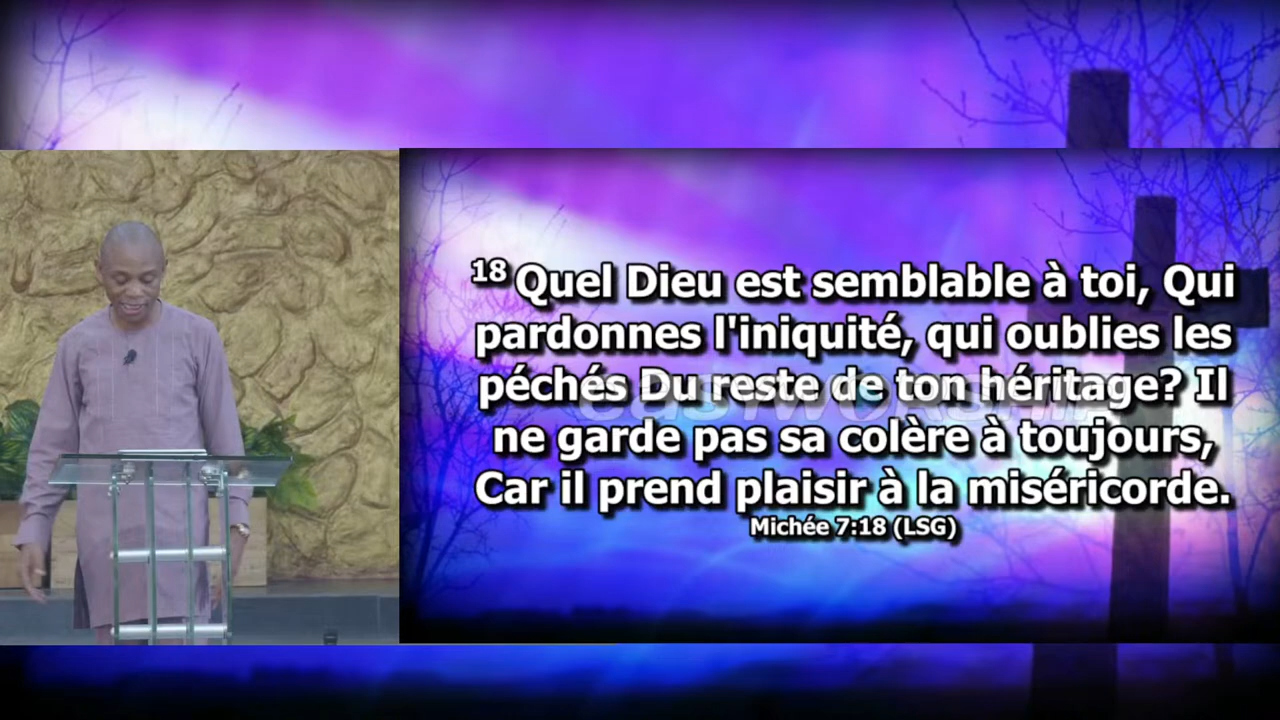 18 Quel Dieu est semblable à toi, Qui
pardonnes l'iniquité, qui oublies les
péchés Du reste de ton héritage? Il
ne garde pas sa colère à toujours,
Car il prend plaisir à la miséricorde.
Michée 7:18 (LSG)
easyworship